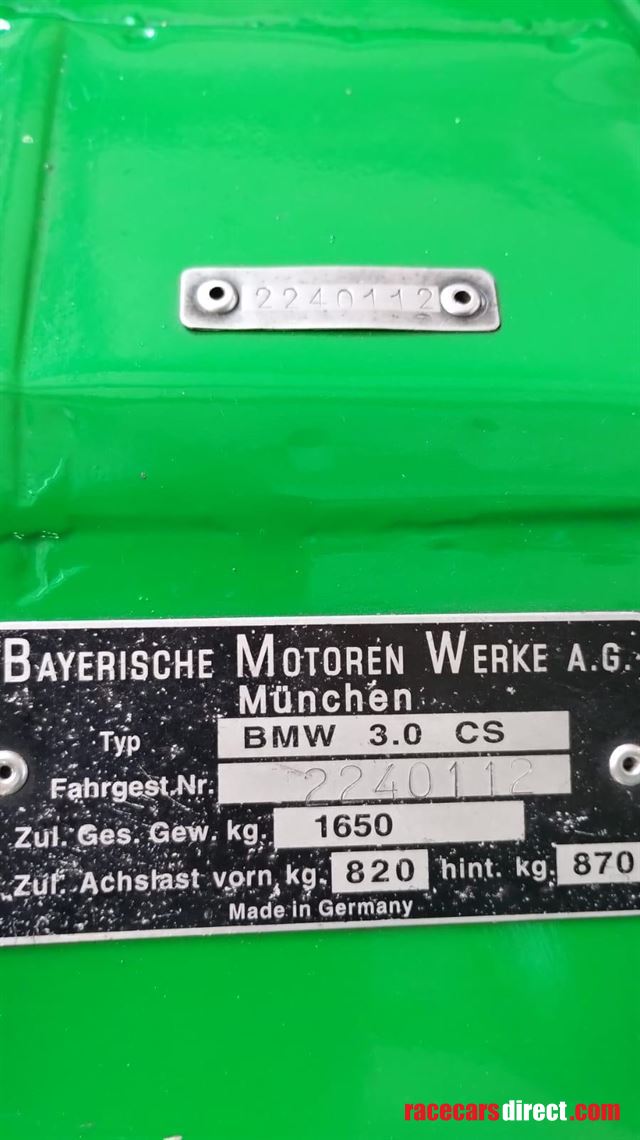 2240112
BAYERISCHE MOTOREN WERKE A.G.
München
Typ BMW 3.0 CS
Fahrgest.Nr. 2240112
Zul. Ges. Gew. kg. 1650
Zul. Achslast vorn kg. 820 hint. kg. 870
Made in Germany
racecarsdirect.com